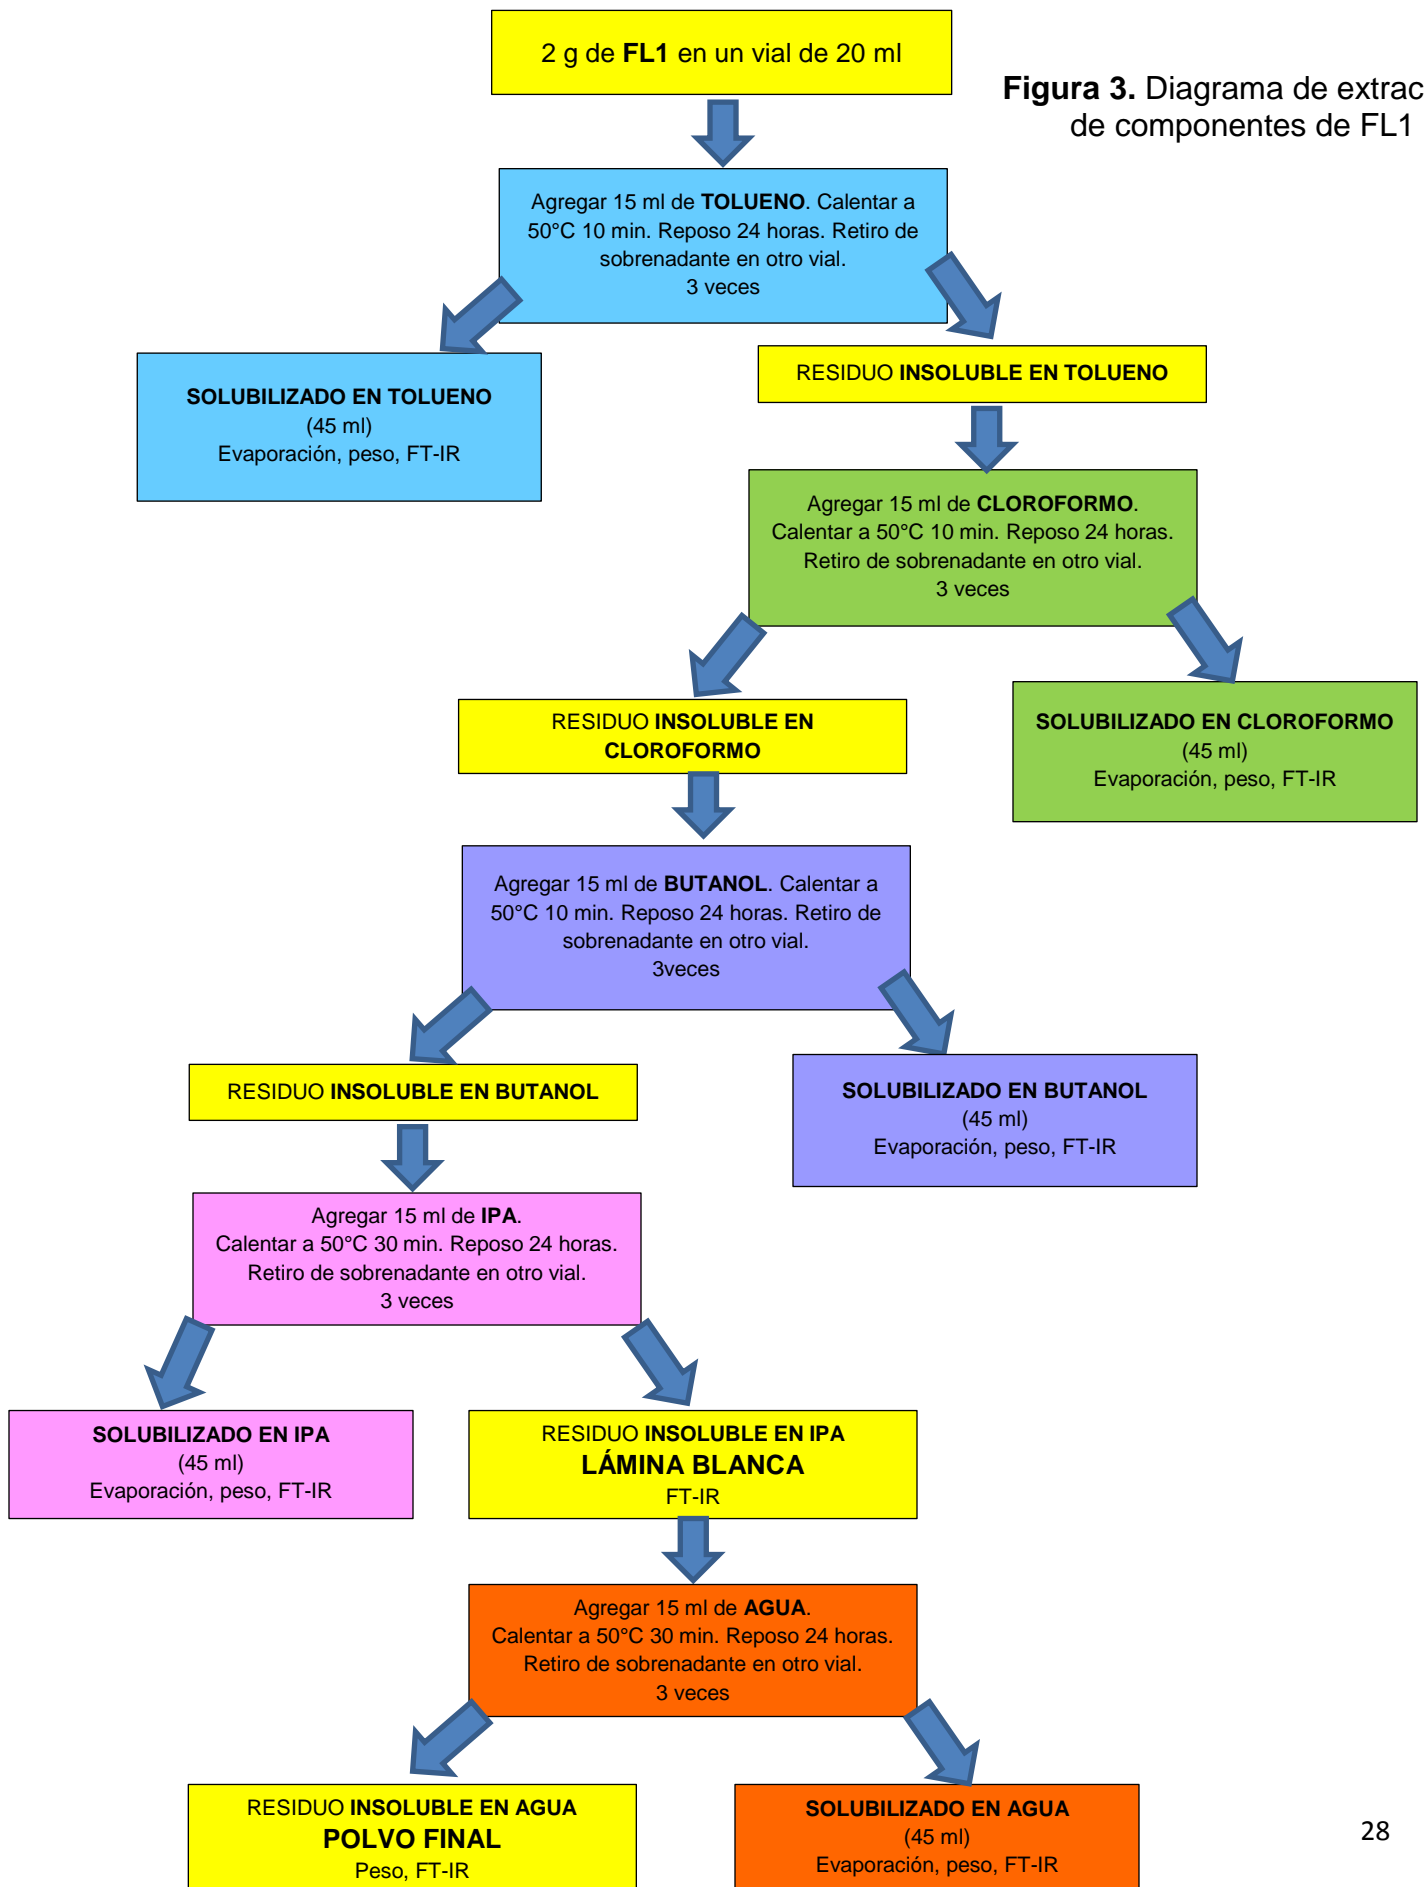 2 g de FL1 en un vial de 20 ml
Figura 3. Diagrama de extrac
de componentes de FL1
Agregar 15 ml de TOLUENO. Calentar a
50°C 10 min. Reposo 24 horas. Retiro de
sobrenadante en otro vial.
3 veces
SOLUBILIZADO EN TOLUENO
(45 ml)
Evaporación, peso, FT-IR
RESIDUO INSOLUBLE EN TOLUENO
Agregar 15 ml de CLOROFORMO.
Calentar a 50°C 10 min. Reposo 24 horas.
Retiro de sobrenadante en otro vial.
3 veces
RESIDUO INSOLUBLE EN
CLOROFORMO
SOLUBILIZADO EN CLOROFORMO
(45 ml)
Evaporación, peso, FT-IR
Agregar 15 ml de BUTANOL. Calentar a
50°C 10 min. Reposo 24 horas. Retiro de
sobrenadante en otro vial.
3veces
RESIDUO INSOLUBLE EN BUTANOL
SOLUBILIZADO EN BUTANOL
(45 ml)
Evaporación, peso, FT-IR
Agregar 15 ml de IPA.
Calentar a 50°C 30 min. Reposo 24 horas.
Retiro de sobrenadante en otro vial.
3 veces
SOLUBILIZADO EN IPA
(45 ml)
Evaporación, peso, FT-IR
RESIDUO INSOLUBLE EN IPA
LÁMINA BLANCA
FT-IR
Agregar 15 ml de AGUA.
Calentar a 50°C 30 min. Reposo 24 horas.
Retiro de sobrenadante en otro vial.
3 veces
RESIDUO INSOLUBLE EN AGUA
POLVO FINAL
Peso, FT-IR
SOLUBILIZADO EN AGUA
(45 ml)
Evaporación, peso, FT-IR
28